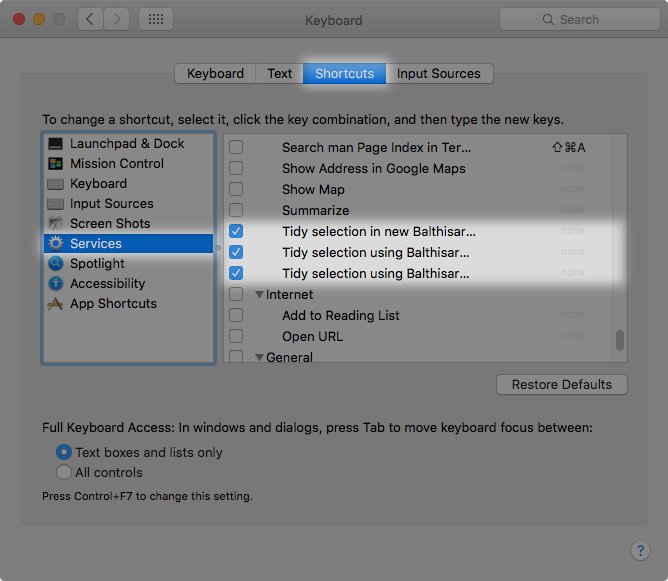 Keyboard
Search
Keyboard Text Shortcuts Input Sources
To change a shortcut, select it, click the key combination, and then type the new keys.
Launchpad & Dock
Mission Control
Keyboard
Input Sources
Screen Shots
Services
Spotlight
Accessibility
App Shortcuts
Search man Page Index in Ter... ⇧⌘A
Show Address in Google Maps none
Show Map none
Summarize none
Tidy selection in new Balthisar... none
Tidy selection using Balthisar... none
Tidy selection using Balthisar... none
Internet
Add to Reading List none
Open URL none
General
Restore Defaults
Full Keyboard Access: In windows and dialogs, press Tab to move keyboard focus between:
Text boxes and lists only
All controls
Press Control+F7 to change this setting.
?